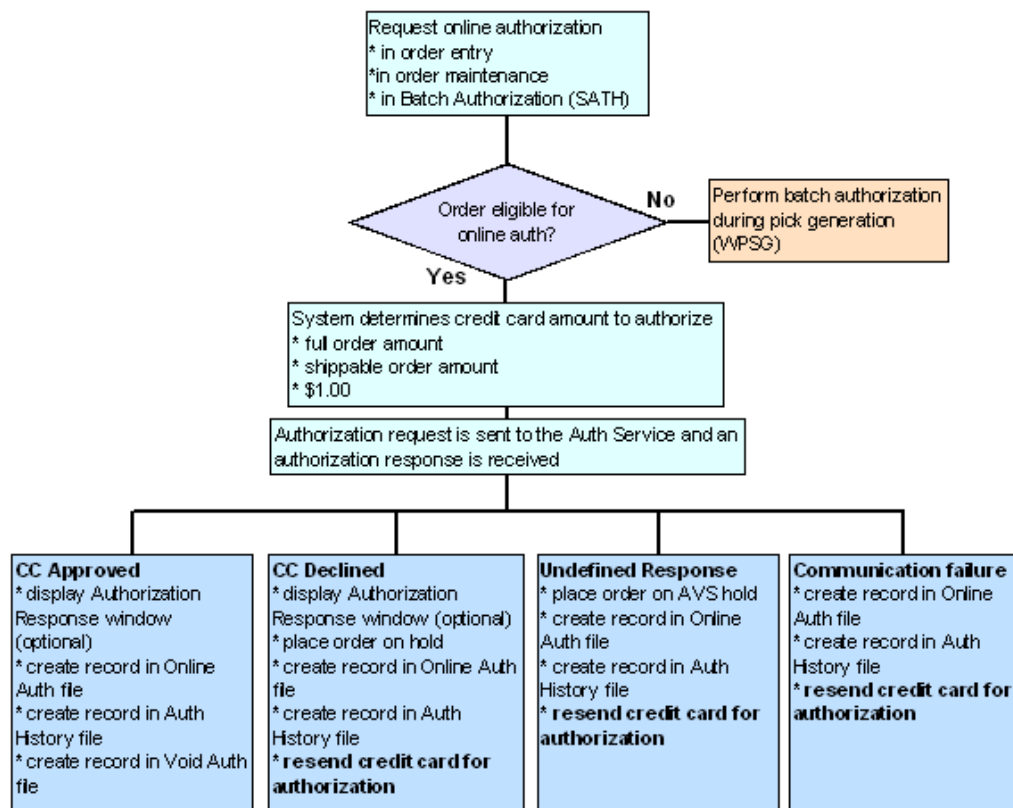 Request online authorization
* in order entry
*in order maintenance
* in Batch Authorization (SATH)
Order eligible for
online auth?
No
Perform batch authorization
during pick generation
(WPSG)
Yes
System determines credit card amount to authorize
* full order amount
* shippable order amount
* $1.00
Authorization request is sent to the Auth Service and an
authorization response is received
CC Approved
* display Authorization
Response window
(optional)
* create record in Online
Auth file
* create record in Auth
History file
* create record in Void Auth
file
CC Declined
* display Authorization
Response window (optional)
* place order on hold
* create record in Online Auth
file
* create record in Auth
History file
* resend credit card for
authorization
Undefined Response
* place order on AVS hold
* create record in Online
Auth file
* create record in Auth
History file
* resend credit card for
authorization
Communication failure
* create record in Online
Auth file
* create record in Auth
History file
* resend credit card for
authorization